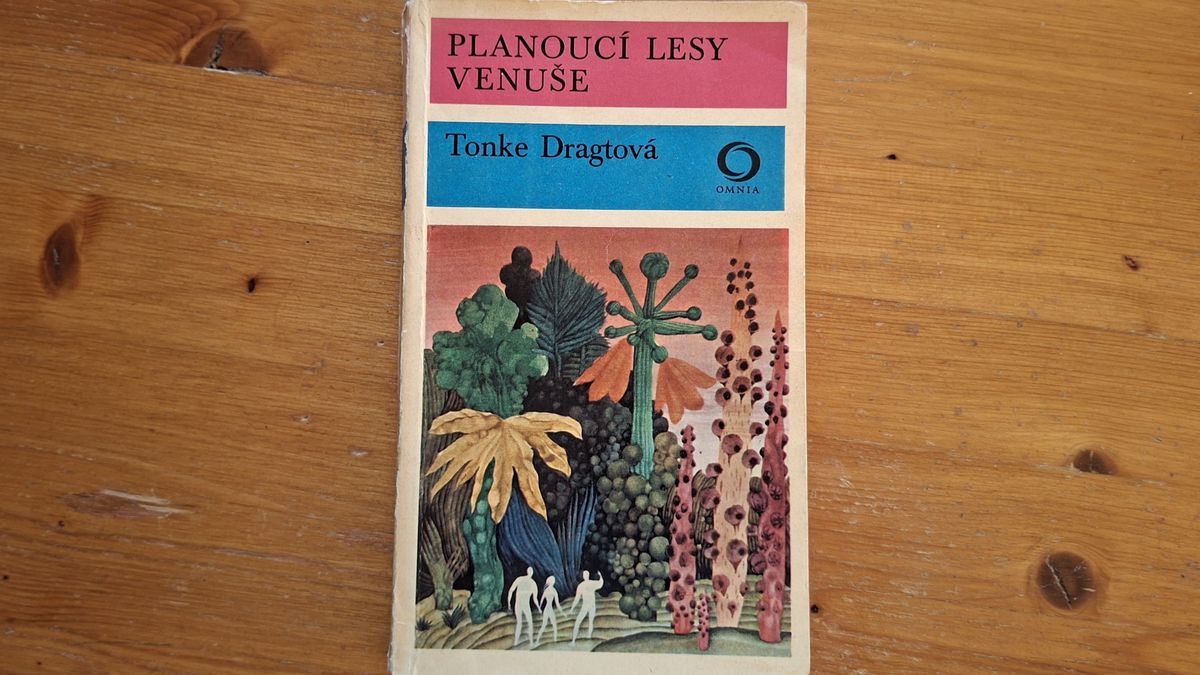 PLANOUCÍ LESY
VENUŠE
Tonke Dragtová
OMNIA